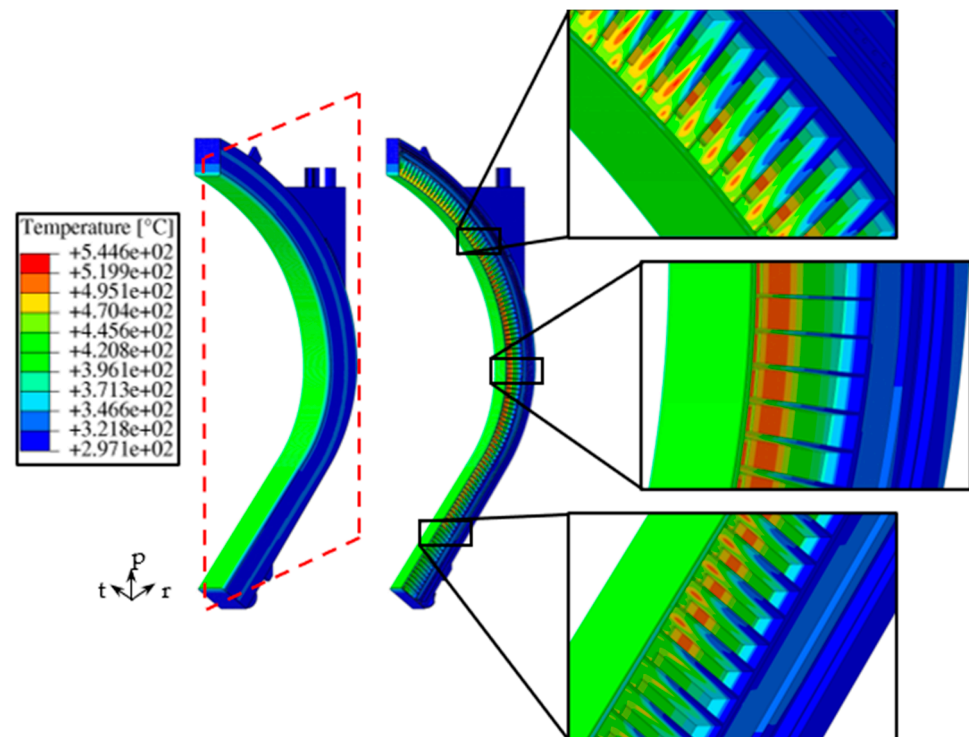 Temperature [°C]
+5.446e+02
+5.199e+02
+4.951e+02
+4.704e+02
+4.456e+02
+4.208e+02
+3.961e+02
+3.713e+02
+3.466e+02
+3.218e+02
+2.971e+02
p
t r